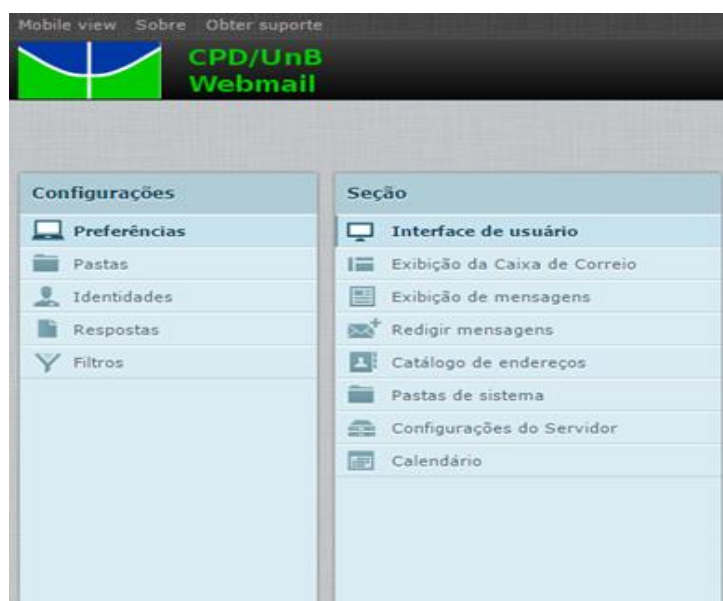 Mobile view Sobre Obter suporte
CPD/UnB
Webmail
Configurações
Preferências
Pastas
Identidades
Respostas
Filtros
Seção
Interface de usuário
Exibição da Caixa de Correio
Exibição de mensagens
Redigir mensagens
Catálogo de endereços
Pastas de sistema
Configurações do Servidor
Calendário